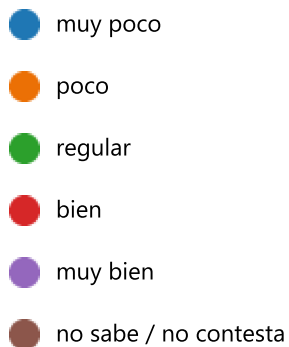 muy poco
poco
regular
bien
muy bien
no sabe / no contesta